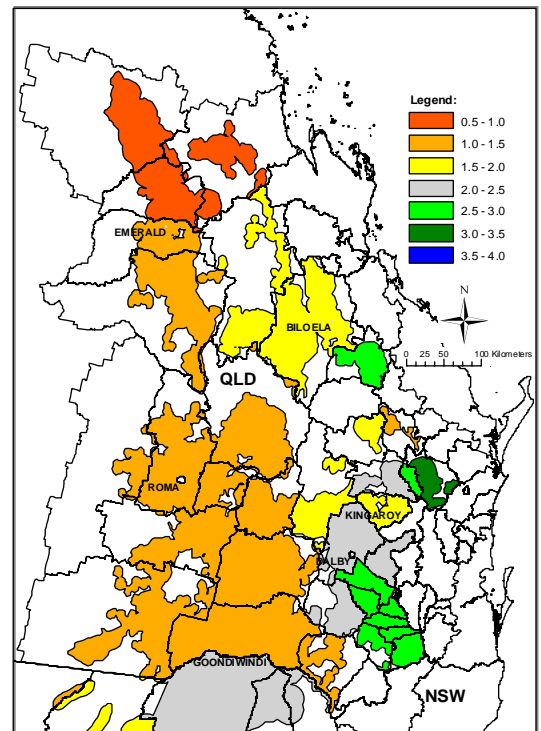 Legend:
0.5 - 1.0
1.0 - 1.5
1.5 - 2.0
2.0 - 2.5
2.5 - 3.0
3.0 - 3.5
3.5 - 4.0
EMERALD
N
BILOELA
0 25 50 100 Kilometers
QLD
ROMA
KINGAROY
DALBY
GOONDIWINDI
NSW